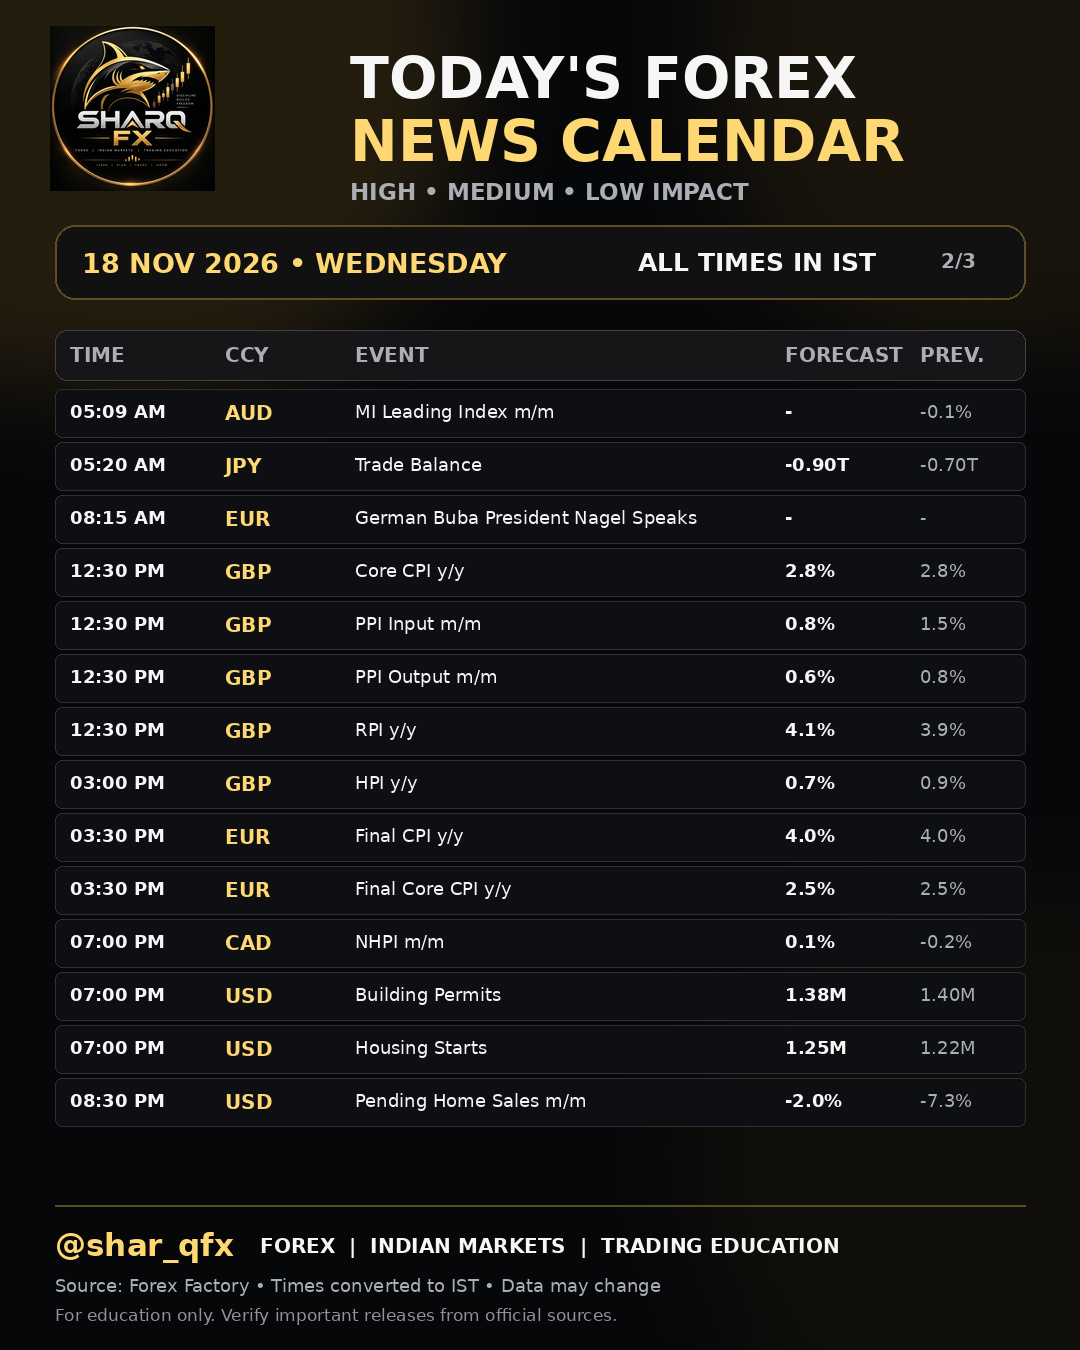 SHARQ
FX
TODAY'S FOREX
NEWS CALENDAR
HIGH • MEDIUM • LOW IMPACT
18 NOV 2026 • WEDNESDAY ALL TIMES IN IST 2/3
TIME CCY EVENT FORECAST PREV.
05:09 AM AUD MI Leading Index m/m - -0.1%
05:20 AM JPY Trade Balance -0.90T -0.70T
08:15 AM EUR German Buba President Nagel Speaks - -
12:30 PM GBP Core CPI y/y 2.8% 2.8%
12:30 PM GBP PPI Input m/m 0.8% 1.5%
12:30 PM GBP PPI Output m/m 0.6% 0.8%
12:30 PM GBP RPI y/y 4.1% 3.9%
03:00 PM GBP HPI y/y 0.7% 0.9%
03:30 PM EUR Final CPI y/y 4.0% 4.0%
03:30 PM EUR Final Core CPI y/y 2.5% 2.5%
07:00 PM CAD NHPI m/m 0.1% -0.2%
07:00 PM USD Building Permits 1.38M 1.40M
07:00 PM USD Housing Starts 1.25M 1.22M
08:30 PM USD Pending Home Sales m/m -2.0% -7.3%
@shar_qfx FOREX | INDIAN MARKETS | TRADING EDUCATION
Source: Forex Factory • Times converted to IST • Data may change
For education only. Verify important releases from official sources.